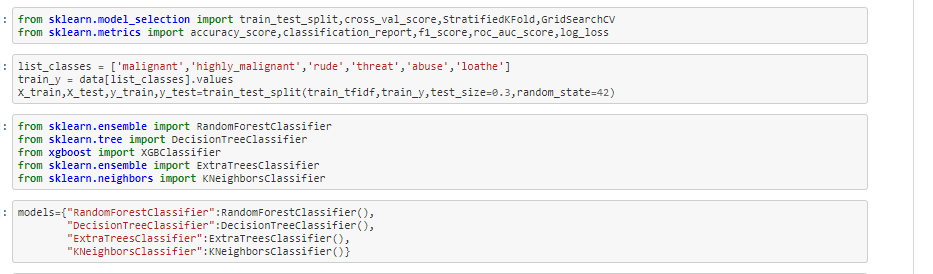 : from sklearn.model_selection import train_test_split,cross_val_score,StratifiedKFold,GridSearchCV
from sklearn.metrics import accuracy_score,classification_report,f1_score,roc_auc_score,log_loss
: list_classes = ['malignant','highly_malignant','rude','threat','abuse','loathe']
train_y = data[list_classes].values
X_train,X_test,y_train,y_test=train_test_split(train_tfidf,train_y,test_size=0.3,random_state=42)
: from sklearn.ensemble import RandomForestClassifier
from sklearn.tree import DecisionTreeClassifier
from xgboost import XGBClassifier
from sklearn.ensemble import ExtraTreesClassifier
from sklearn.neighbors import KNeighborsClassifier
: models={"RandomForestClassifier":RandomForestClassifier(),
"DecisionTreeClassifier":DecisionTreeClassifier(),
"ExtraTreesClassifier":ExtraTreesClassifier(),
"KNeighborsClassifier":KNeighborsClassifier()}